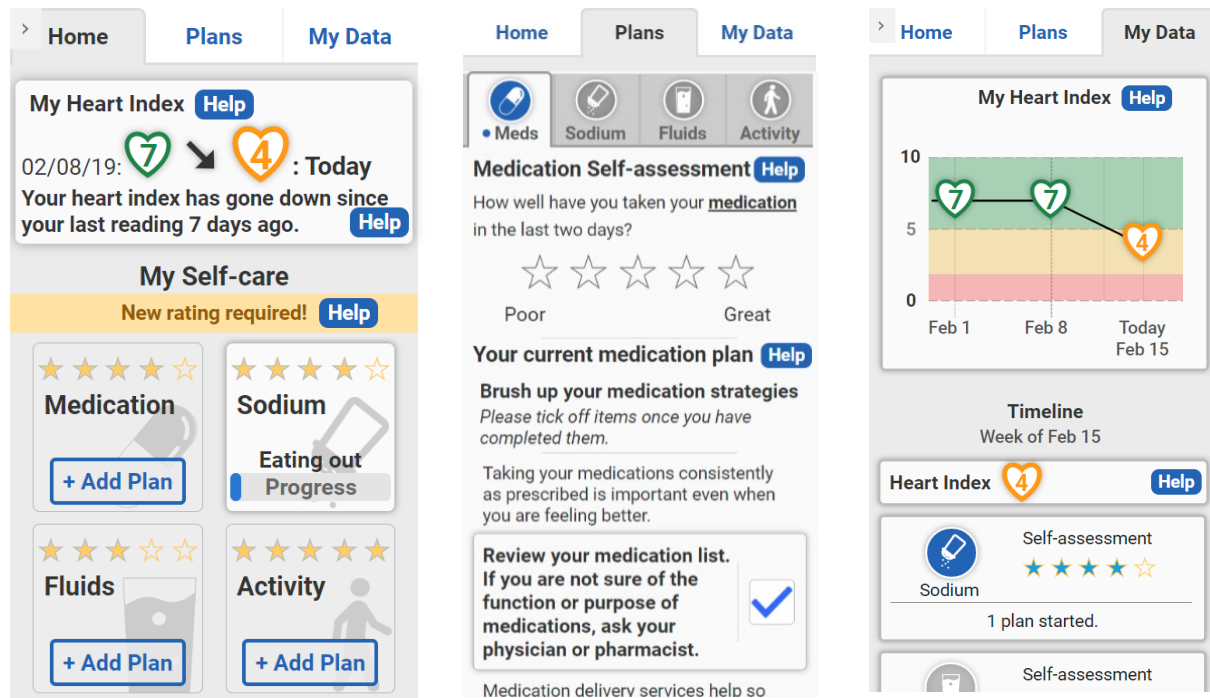 Home Plans My Data
My Heart Index Help
02/08/19: 7 4 : Today
Your heart index has gone down since
your last reading 7 days ago. Help
My Self-care
New rating required! Help
Medication
+ Add Plan
Sodium
Eating out
Progress
Fluids
+ Add Plan
Activity
+ Add Plan
Home Plans My Data
Meds Sodium Fluids Activity
Medication Self-assessment Help
How well have you taken your medication
in the last two days?
Poor Great
Your current medication plan Help
Brush up your medication strategies
Please tick off items once you have
completed them.
Taking your medications consistently
as prescribed is important even when
you are feeling better.
Review your medication list.
If you are not sure of the
function or purpose of
medications, ask your
physician or pharmacist.
Medication delivery services help so
Home Plans My Data
My Heart Index Help
10
7 7
5
4
0
Feb 1 Feb 8 Today
Feb 15
Timeline
Week of Feb 15
Heart Index 4 Help
Self-assessment
Sodium
1 plan started.
Self-assessment